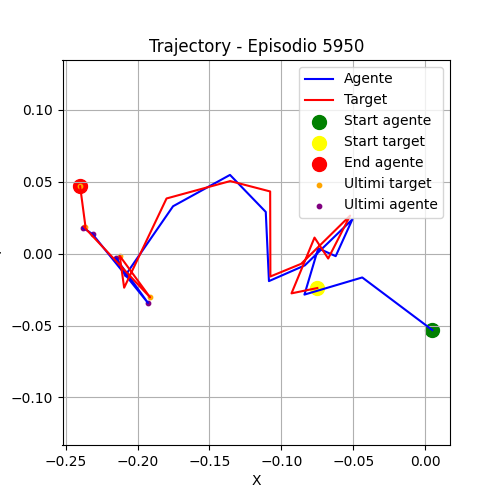 Trajectory - Episodio 5950
Agente
Target
Start agente
Start target
End agente
Ultimi target
Ultimi agente
0.10
0.05
0.00
−0.05
−0.10
−0.25
−0.20
−0.15
−0.10
−0.05
0.00
X